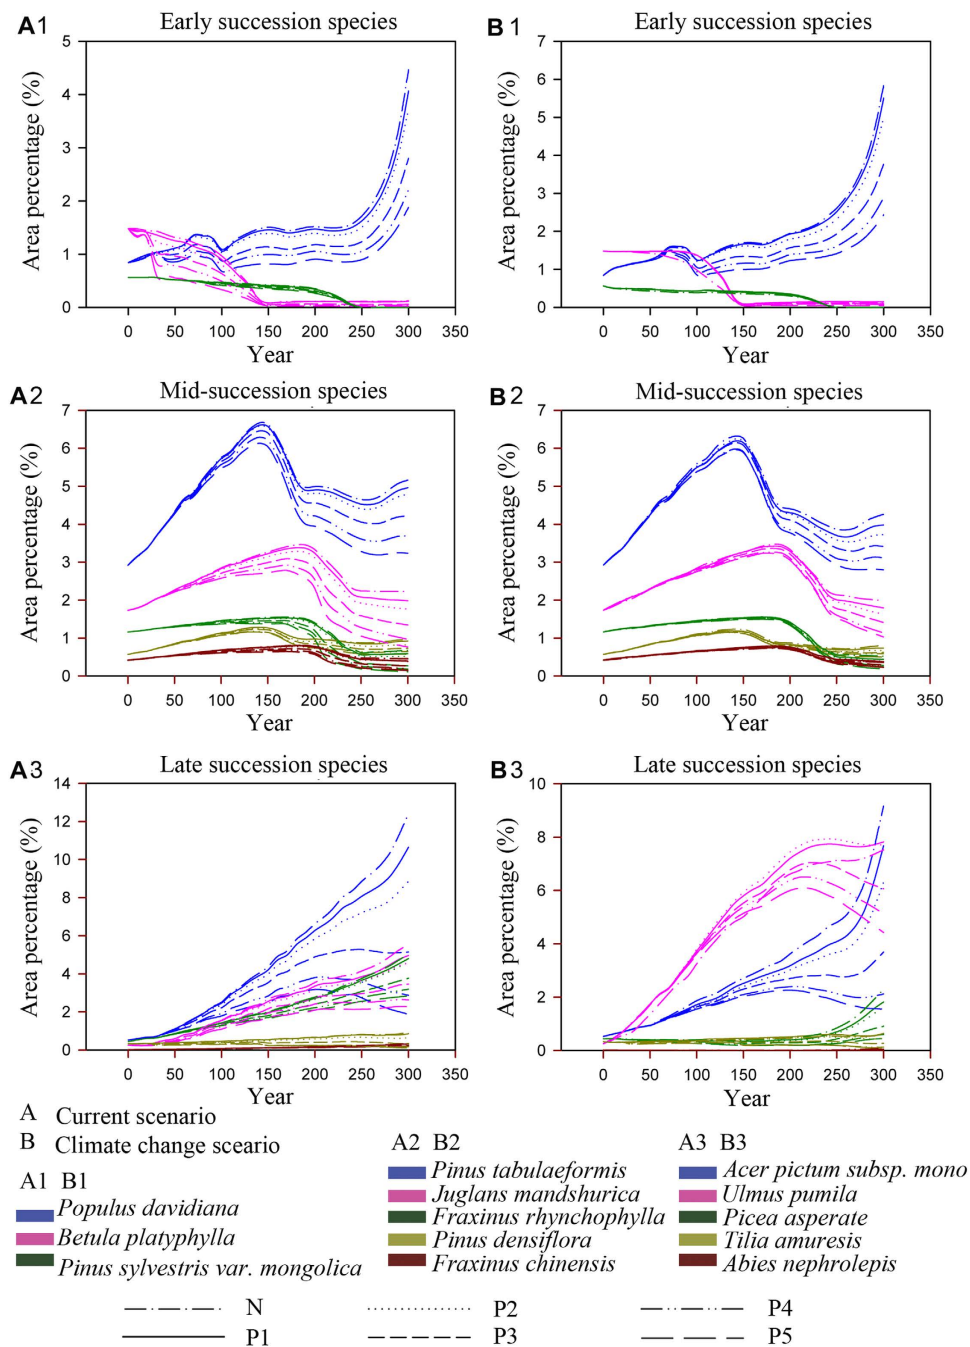 A1 Early succession species
B1 Early succession species
Area percentage (%)
5
4
3
2
1
0
0 50 100 150 200 250 300 350
Year
Area percentage (%)
7
6
5
4
3
2
1
0
0 50 100 150 200 250 300 350
Year
A2 Mid-succession species
B2 Mid-succession species
Area percentage (%)
7
6
5
4
3
2
1
0
0 50 100 150 200 250 300 350
Year
Area percentage (%)
7
6
5
4
3
2
1
0
0 50 100 150 200 250 300 350
Year
A3 Late succession species
B3 Late succession species
Area percentage (%)
14
12
10
8
6
4
2
0
0 50 100 150 200 250 300 350
Year
Area percentage (%)
10
8
6
4
2
0
0 50 100 150 200 250 300 350
Year
A Current scenario
B Climate change sceario
A1 B1
Populus davidiana
Betula platyphylla
Pinus sylvestris var. mongolica
A2 B2
Pinus tabulaeformis
Juglans mandshurica
Fraxinus rhynchophylla
Pinus densiflora
Fraxinus chinensis
A3 B3
Acer pictum subsp. mono
Ulmus pumila
Picea asperate
Tilia amuresis
Abies nephrolepis
N P2 P4
P1 P3 P5